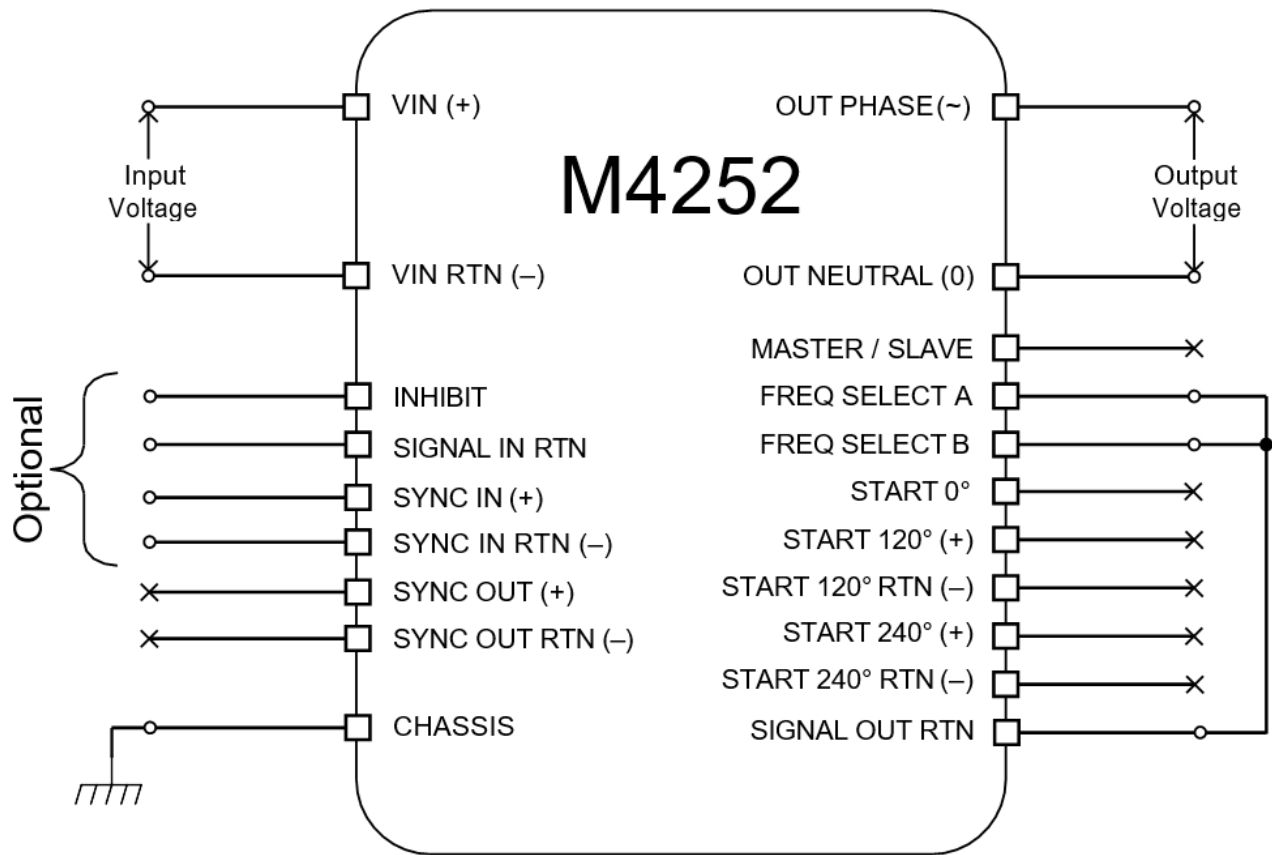 M4252
VIN (+)
Input
Voltage
VIN RTN (–)
Optional
INHIBIT
SIGNAL IN RTN
SYNC IN (+)
SYNC IN RTN (–)
SYNC OUT (+)
SYNC OUT RTN (–)
CHASSIS
OUT PHASE (~)
Output
Voltage
OUT NEUTRAL (0)
MASTER / SLAVE
FREQ SELECT A
FREQ SELECT B
START 0°
START 120° (+)
START 120° RTN (–)
START 240° (+)
START 240° RTN (–)
SIGNAL OUT RTN